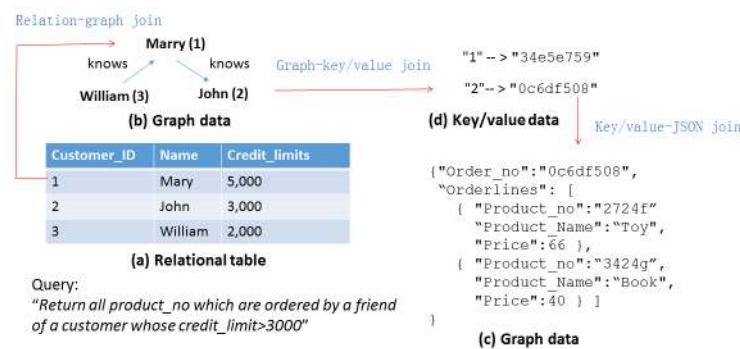 Relation-graph join
Marry (1)
knows
knows
William (3)
John (2)
(b) Graph data
Graph-key/value join
"1"-- > "34e5e759"
"2"-- > "0c6df508"
(d) Key/value data
Key/value-JSON join
Customer_ID Name Credit_limits
1 Mary 5,000
2 John 3,000
3 William 2,000
(a) Relational table
Query:
“Return all product_no which are ordered by a friend
of a customer whose credit_limit>3000”
{"Order_no":"0c6df508",
“Orderlines": [
{ "Product_no":"2724f”
“Product_Name":“Toy",
"Price":66 },
{ "Product_no":“3424g”,
"Product_Name":“Book",
"Price":40 } ]
}
(c) Graph data